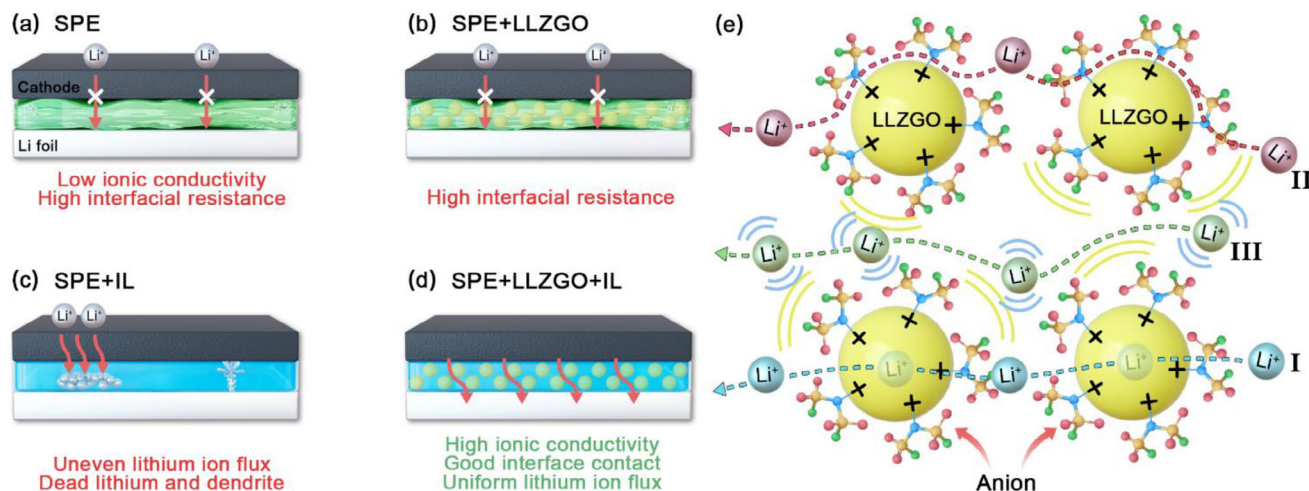 (a) SPE
Li⁺
Li⁺
Cathode
Li foil
Low ionic conductivity
High interfacial resistance
(b) SPE+LLZGO
Li⁺
Li⁺
High interfacial resistance
(c) SPE+IL
Li⁺
Li⁺
Uneven lithium ion flux
Dead lithium and dendrite
(d) SPE+LLZGO+IL
High ionic conductivity
Good interface contact
Uniform lithium ion flux
(e)
Li⁺
Li⁺
LLZGO
LLZGO
Li⁺
II
Li⁺
Li⁺
Li⁺
Li⁺
III
Li⁺
Li⁺
Li⁺
Li⁺
Li⁺
I
Anion